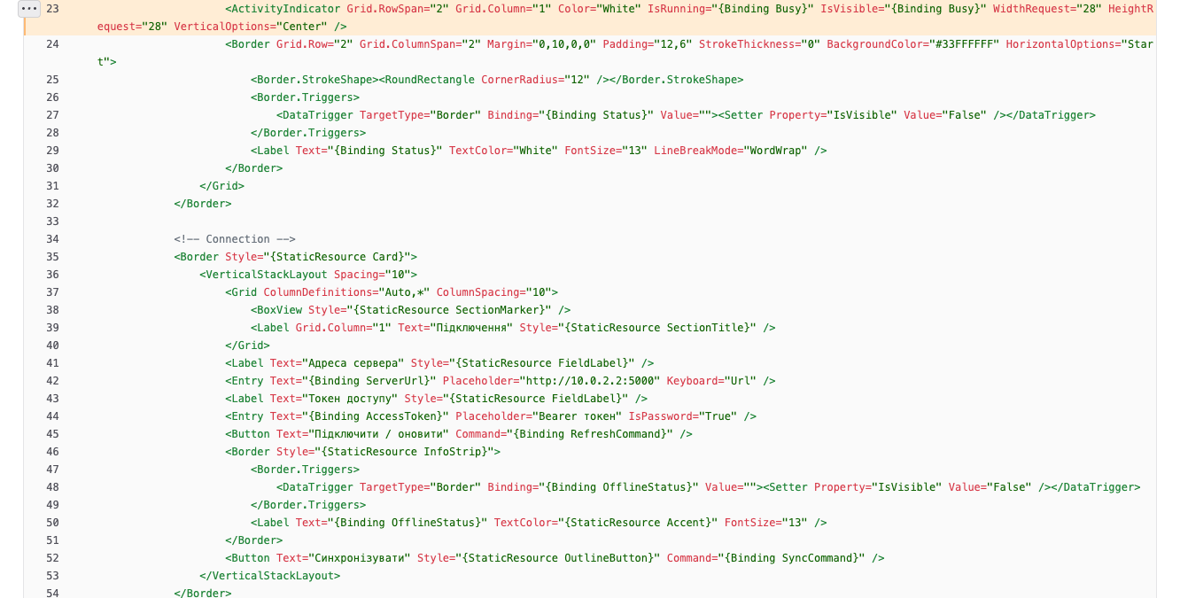 23 <ActivityIndicator Grid.RowSpan="2" Grid.Column="1" Color="White" IsRunning="{Binding Busy}" IsVisible="{Binding Busy}" WidthRequest="28" HeightR
equest="28" VerticalOptions="Center" />
24 <Border Grid.Row="2" Grid.ColumnSpan="2" Margin="0,10,0,0" Padding="12,6" StrokeThickness="0" BackgroundColor="#33FFFFFF" HorizontalOptions="Star
t">
25 <Border.StrokeShape><RoundRectangle CornerRadius="12" /></Border.StrokeShape>
26 <Border.Triggers>
27 <DataTrigger TargetType="Border" Binding="{Binding Status}" Value=""><Setter Property="IsVisible" Value="False" /></DataTrigger>
28 </Border.Triggers>
29 <Label Text="{Binding Status}" TextColor="White" FontSize="13" LineBreakMode="WordWrap" />
30 </Border>
31 </Grid>
32 </Border>
33
34 <!-- Connection -->
35 <Border Style="{StaticResource Card}">
36 <VerticalStackLayout Spacing="10">
37 <Grid ColumnDefinitions="Auto,*" ColumnSpacing="10">
38 <BoxView Style="{StaticResource SectionMarker}" />
39 <Label Grid.Column="1" Text="Підключення" Style="{StaticResource SectionTitle}" />
40 </Grid>
41 <Label Text="Адреса сервера" Style="{StaticResource FieldLabel}" />
42 <Entry Text="{Binding ServerUrl}" Placeholder="http://10.0.2.2:5000" Keyboard="Url" />
43 <Label Text="Токен доступу" Style="{StaticResource FieldLabel}" />
44 <Entry Text="{Binding AccessToken}" Placeholder="Bearer токен" IsPassword="True" />
45 <Button Text="Підключити / оновити" Command="{Binding RefreshCommand}" />
46 <Border Style="{StaticResource InfoStrip}">
47 <Border.Triggers>
48 <DataTrigger TargetType="Border" Binding="{Binding OfflineStatus}" Value=""><Setter Property="IsVisible" Value="False" /></DataTrigger>
49 </Border.Triggers>
50 <Label Text="{Binding OfflineStatus}" TextColor="{StaticResource Accent}" FontSize="13" />
51 </Border>
52 <Button Text="Синхронізувати" Style="{StaticResource OutlineButton}" Command="{Binding SyncCommand}" />
53 </VerticalStackLayout>
54 </Border>